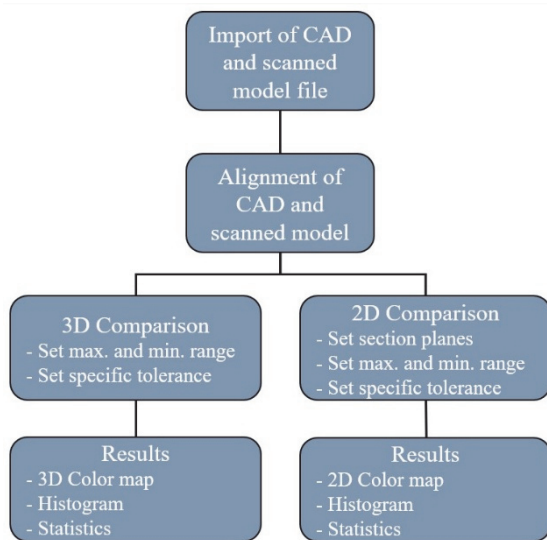 Import of CAD
and scanned
model file
Alignment of
CAD and
scanned model
3D Comparison
- Set max. and min. range
- Set specific tolerance
2D Comparison
- Set section planes
- Set max. and min. range
- Set specific tolerance
Results
- 3D Color map
- Histogram
- Statistics
Results
- 2D Color map
- Histogram
- Statistics